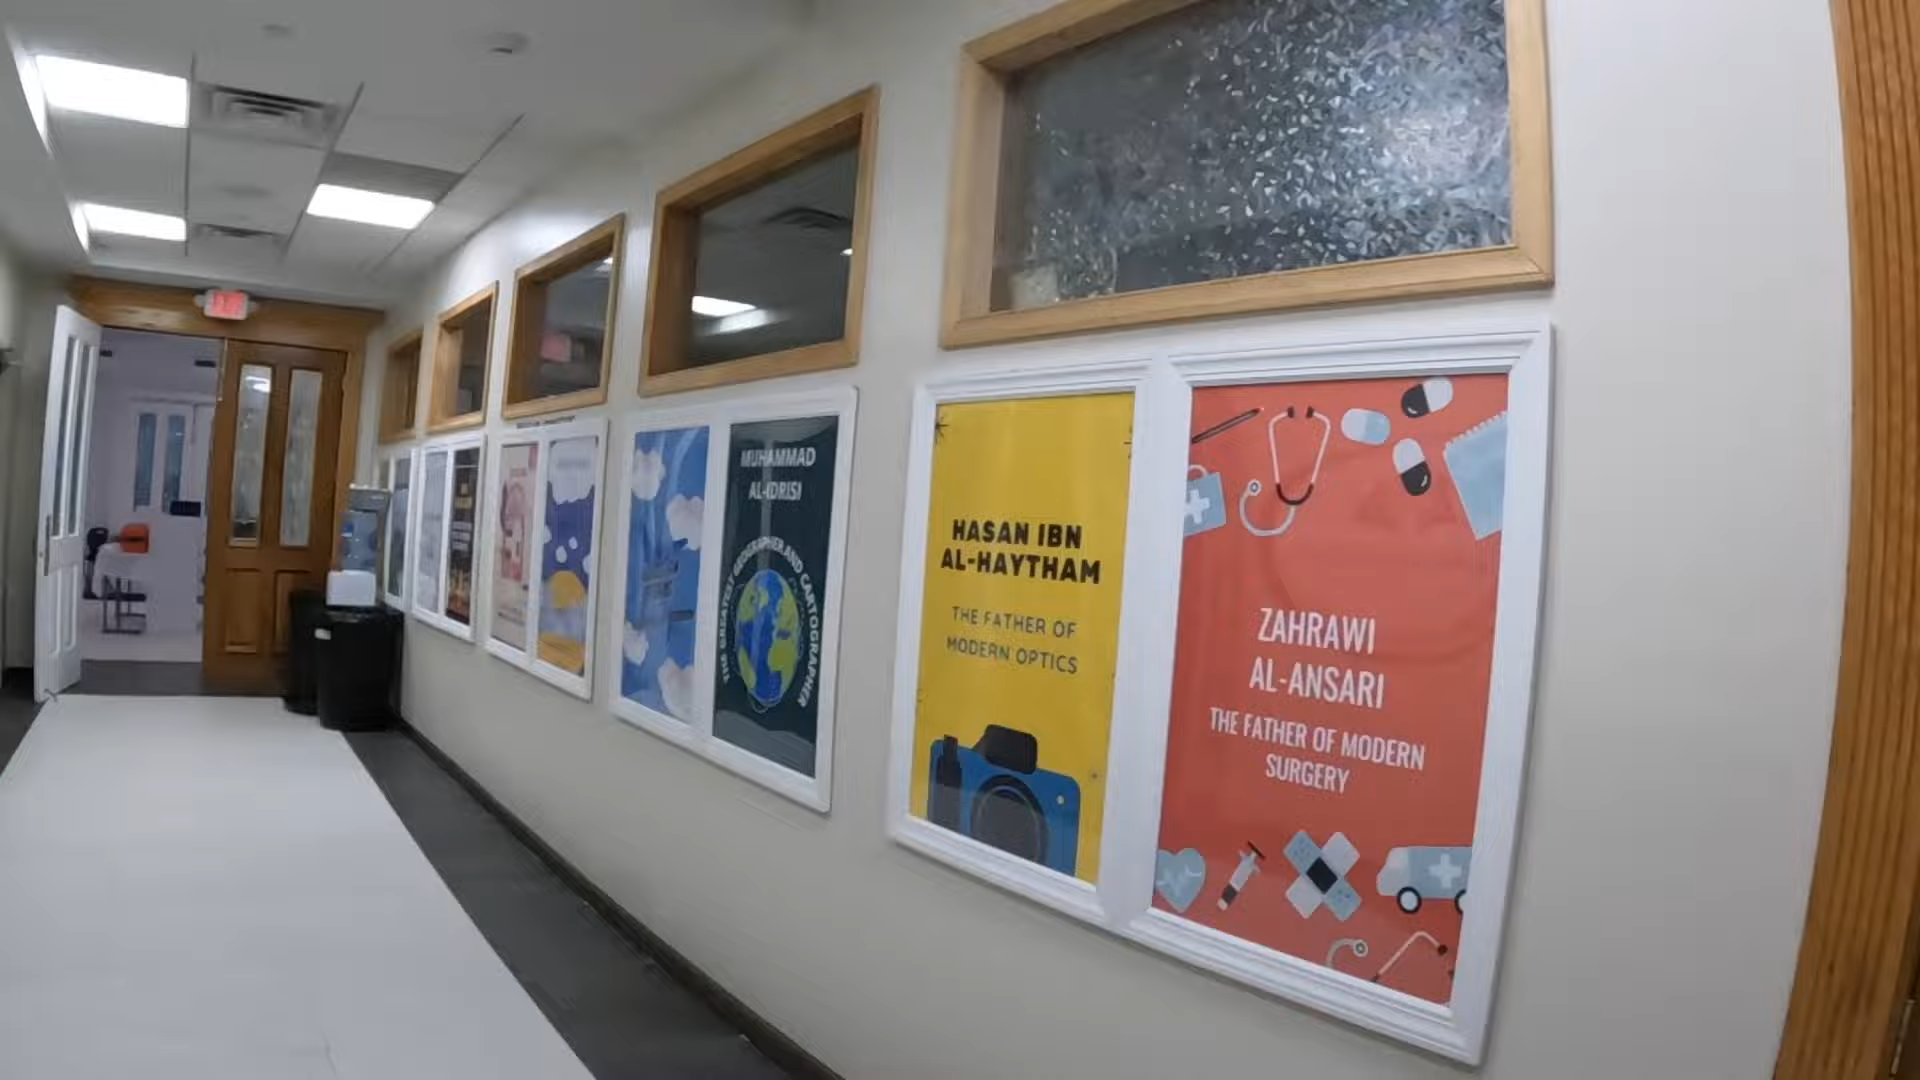 MUHAMMAD
AL-IDRISI
THE GREATEST GEOGRAPHER AND CARTOGRAPHER
HASAN IBN
AL-HAYTHAM
THE FATHER OF
MODERN OPTICS
ZAHRAWI
AL-ANSARI
THE FATHER OF MODERN
SURGERY